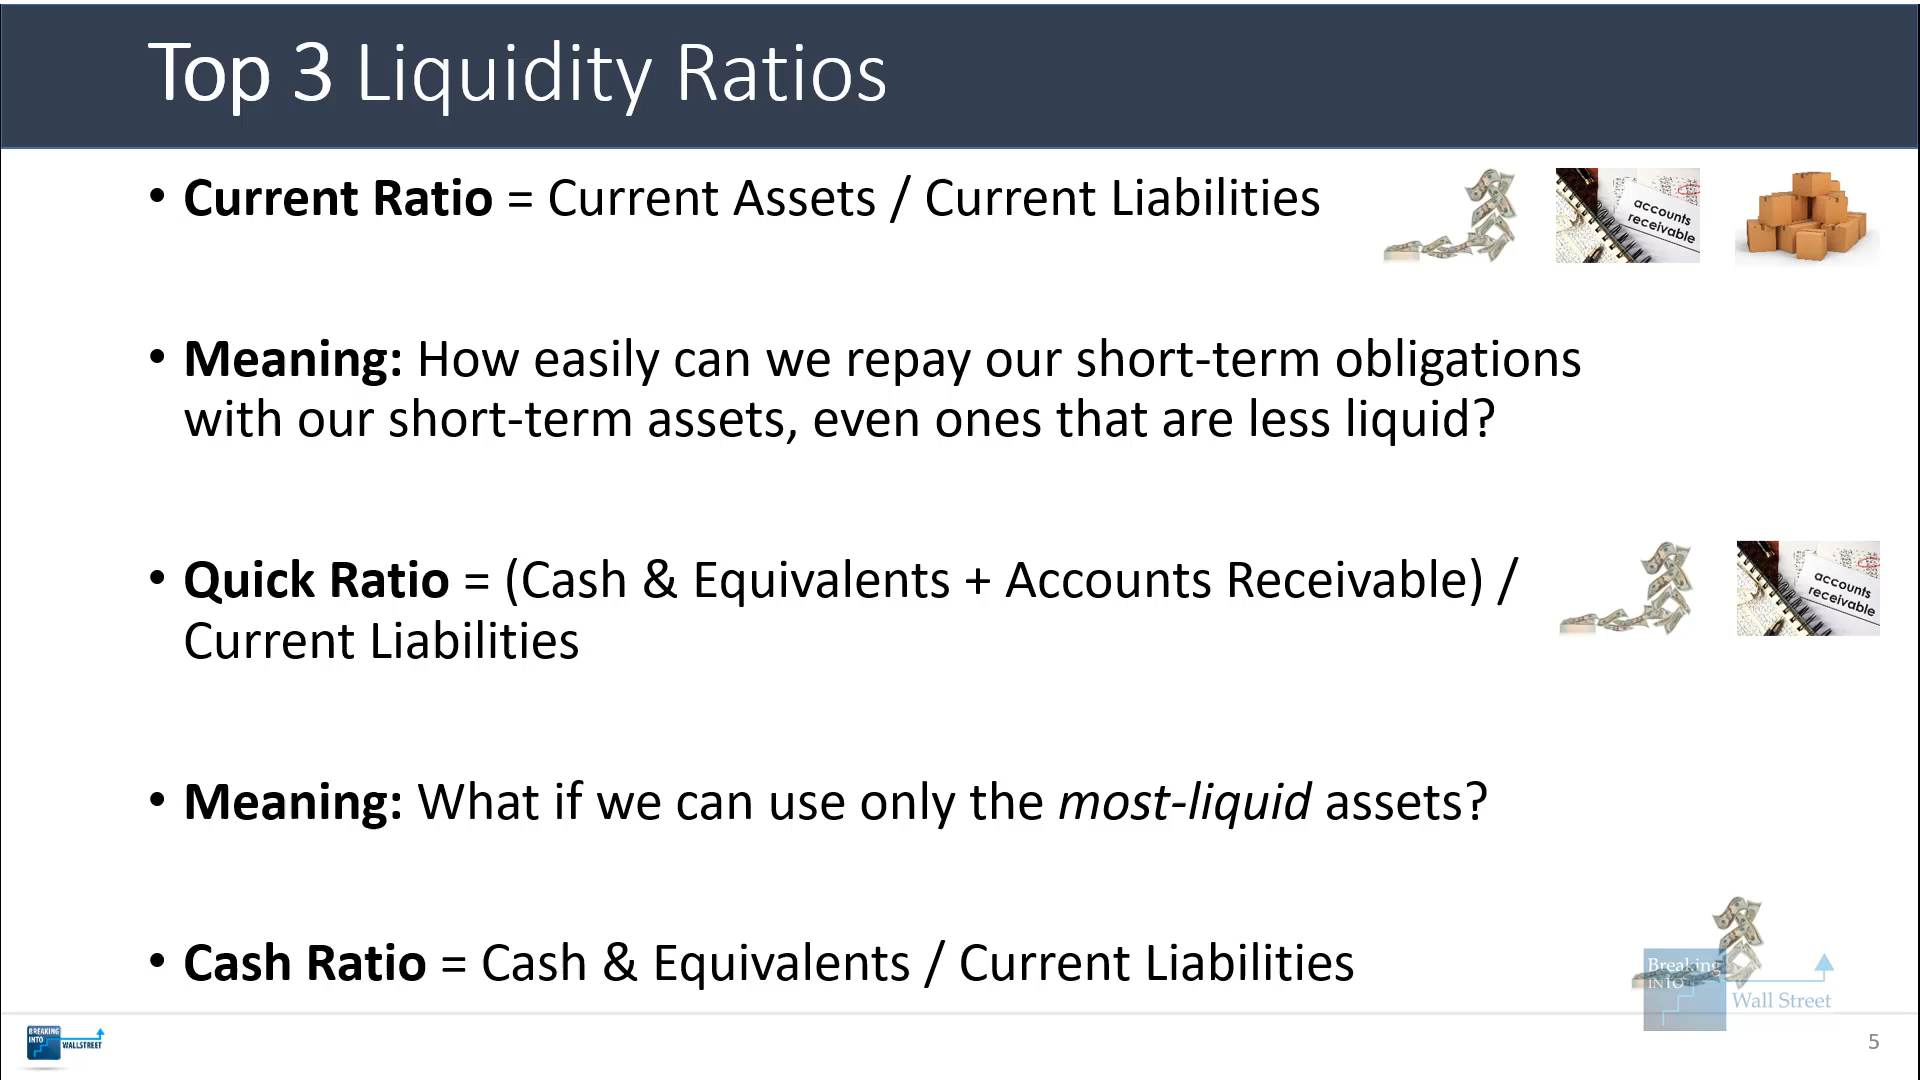 Top 3 Liquidity Ratios
• Current Ratio = Current Assets / Current Liabilities
accounts
receivable
• Meaning: How easily can we repay our short-term obligations
with our short-term assets, even ones that are less liquid?
• Quick Ratio = (Cash & Equivalents + Accounts Receivable) /
Current Liabilities
accounts
receivable
• Meaning: What if we can use only the most-liquid assets?
• Cash Ratio = Cash & Equivalents / Current Liabilities
Breaking
INTO
Wall Street
BREAKING
INTO
WALLSTREET
5